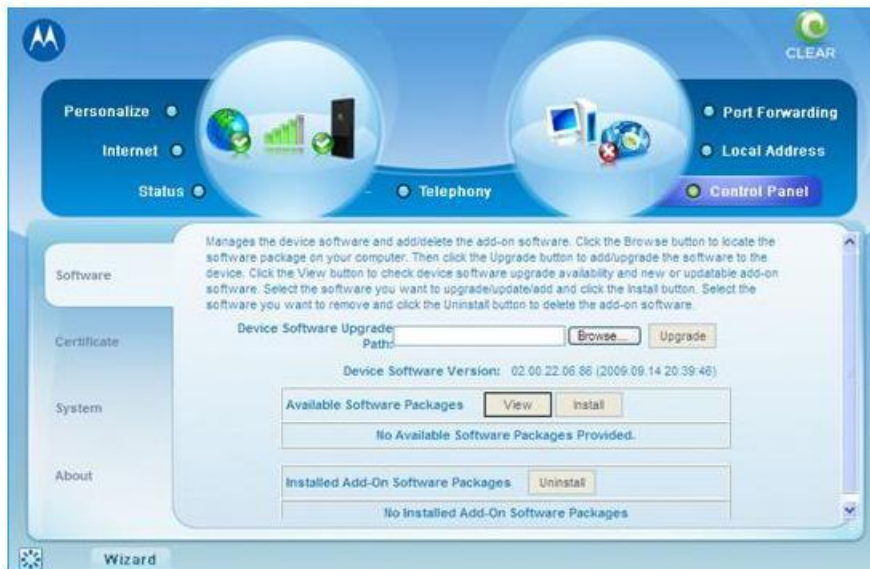 CLEAR
Personalize
Internet
Status
Telephony
Port Forwarding
Local Address
Control Panel
Software
Certificate
System
About
Manages the device software and add/delete the add-on software. Click the Browse button to locate the
software package on your computer. Then click the Upgrade button to add/upgrade the software to the
device. Click the View button to check device software upgrade availability and new or updatable add-on
software. Select the software you want to upgrade/update/add and click the Install button. Select the
software you want to remove and click the Uninstall button to delete the add-on software.
Device Software Upgrade
Path: Browse... Upgrade
Device Software Version: 02.00.22.06.86 (2009.09.14 20:39:46)
Available Software Packages View Install
No Available Software Packages Provided.
Installed Add-On Software Packages Uninstall
No Installed Add-On Software Packages
Wizard